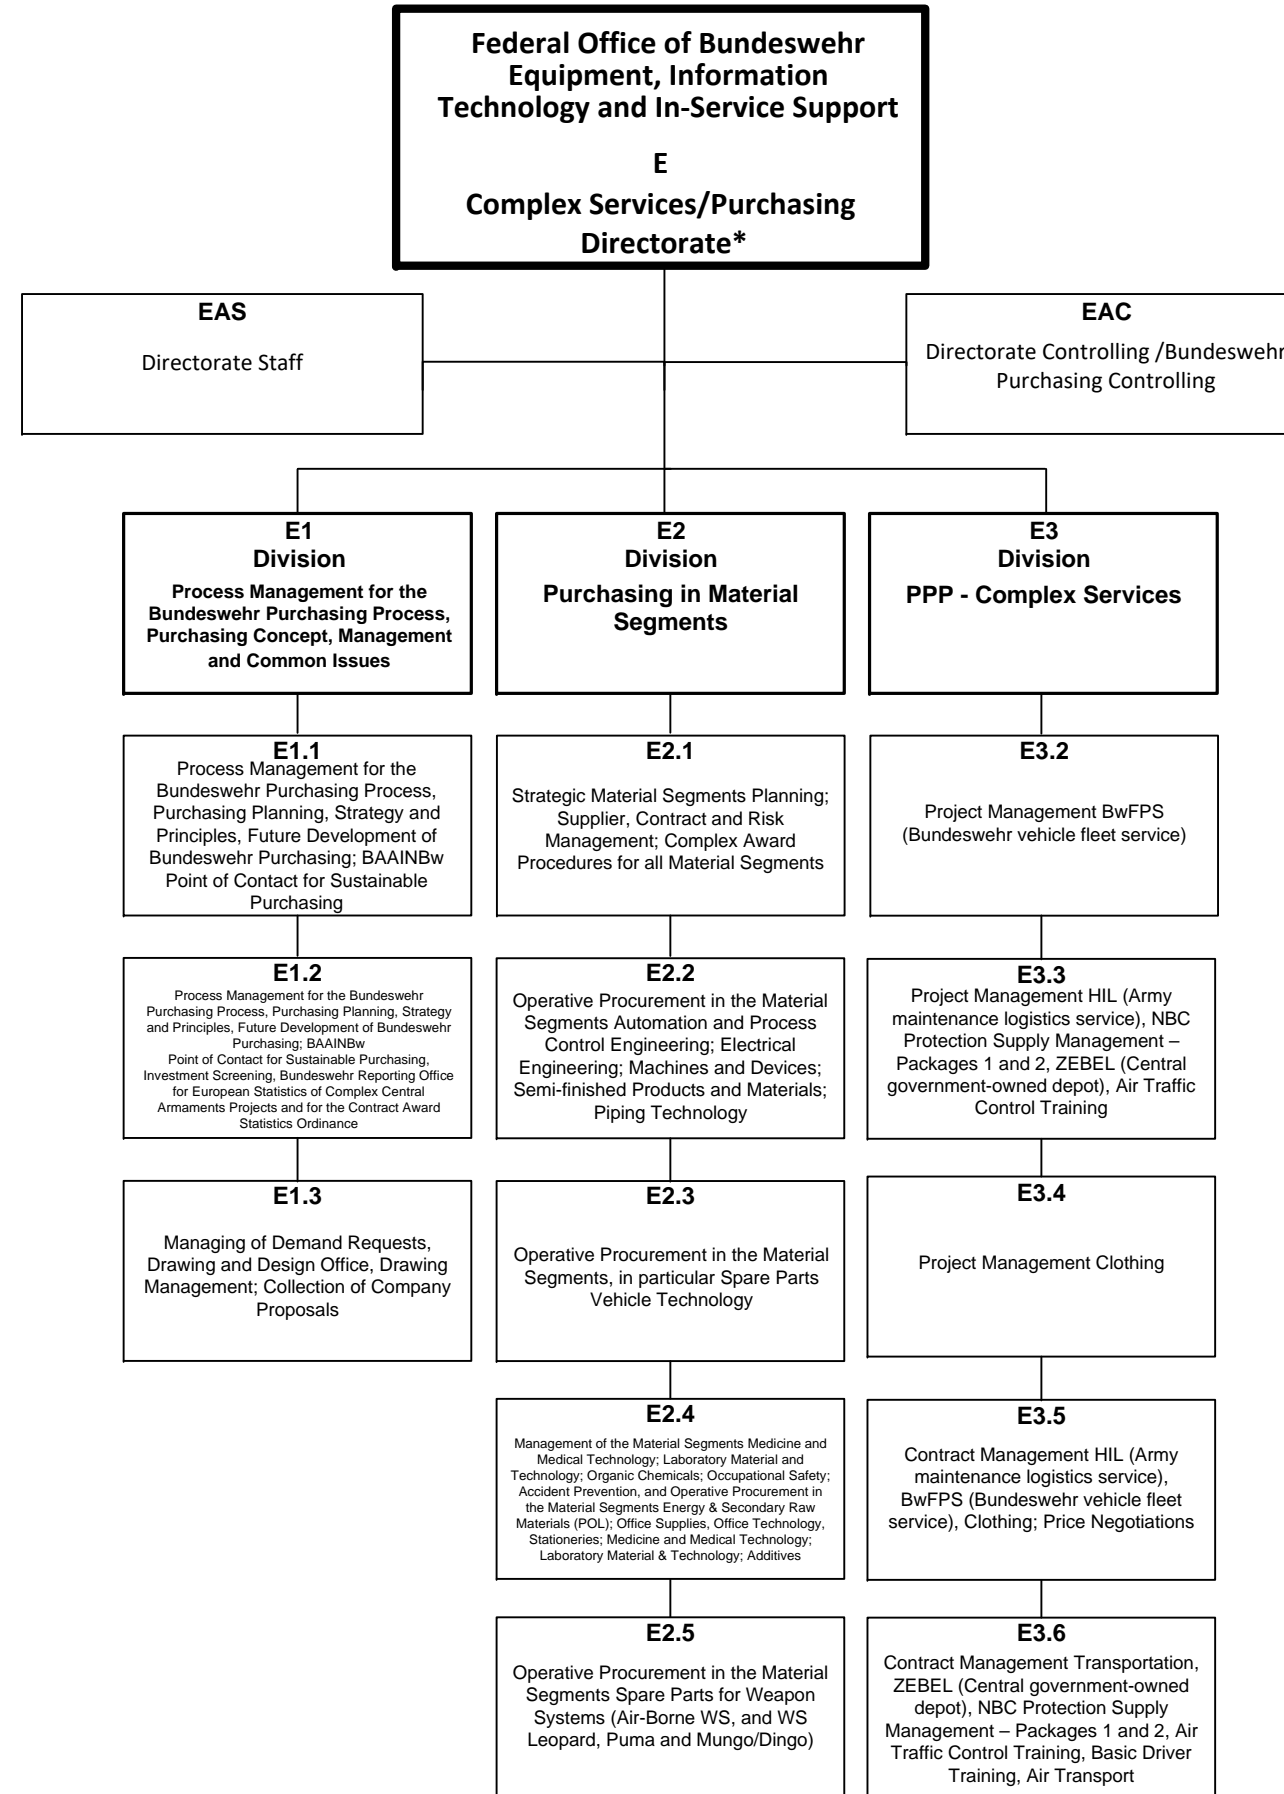 Federal Office of Bundeswehr
Equipment, Information
Technology and In-Service Support
E
Complex Services/Purchasing
Directorate*
EAS
Directorate Staff
EAC
Directorate Controlling /Bundeswehr
Purchasing Controlling
E1
Division
Process Management for the
Bundeswehr Purchasing Process,
Purchasing Concept, Management
and Common Issues
E2
Division
Purchasing in Material
Segments
E3
Division
PPP - Complex Services
E1.1
Process Management for the
Bundeswehr Purchasing Process,
Purchasing Planning, Strategy and
Principles, Future Development of
Bundeswehr Purchasing; BAAINBw
Point of Contact for Sustainable
Purchasing
E2.1
Strategic Material Segments Planning;
Supplier, Contract and Risk
Management; Complex Award
Procedures for all Material Segments
E3.2
Project Management BwFPS
(Bundeswehr vehicle fleet service)
E1.2
Process Management for the Bundeswehr
Purchasing Process, Purchasing Planning, Strategy
and Principles, Future Development of Bundeswehr
Purchasing; BAAINBw
Point of Contact for Sustainable Purchasing,
Investment Screening, Bundeswehr Reporting Office
for European Statistics of Complex Central
Armaments Projects and for the Contract Award
Statistics Ordinance
E2.2
Operative Procurement in the Material
Segments Automation and Process
Control Engineering; Electrical
Engineering; Machines and Devices;
Semi-finished Products and Materials;
Piping Technology
E3.3
Project Management HIL (Army
maintenance logistics service), NBC
Protection Supply Management –
Packages 1 and 2, ZEBEL (Central
government-owned depot), Air Traffic
Control Training
E1.3
Managing of Demand Requests,
Drawing and Design Office, Drawing
Management; Collection of Company
Proposals
E2.3
Operative Procurement in the Material
Segments, in particular Spare Parts
Vehicle Technology
E3.4
Project Management Clothing
E2.4
Management of the Material Segments Medicine and
Medical Technology; Laboratory Material and
Technology; Organic Chemicals; Occupational Safety;
Accident Prevention, and Operative Procurement in
the Material Segments Energy & Secondary Raw
Materials (POL); Office Supplies, Office Technology,
Stationeries; Medicine and Medical Technology;
Laboratory Material & Technology; Additives
E3.5
Contract Management HIL (Army
maintenance logistics service),
BwFPS (Bundeswehr vehicle fleet
service), Clothing; Price Negotiations
E2.5
Operative Procurement in the Material
Segments Spare Parts for Weapon
Systems (Air-Borne WS, and WS
Leopard, Puma and Mungo/Dingo)
E3.6
Contract Management Transportation,
ZEBEL (Central government-owned
depot), NBC Protection Supply
Management – Packages 1 and 2, Air
Traffic Control Training, Basic Driver
Training, Air Transport